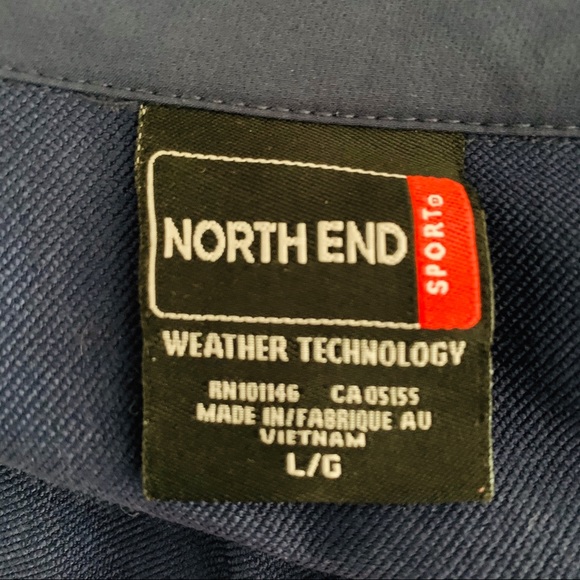 NORTH END
SPORT
WEATHER TECHNOLOGY
RN101146 CA05155
MADE IN/FABRIQUE AU
VIETNAM
L/G